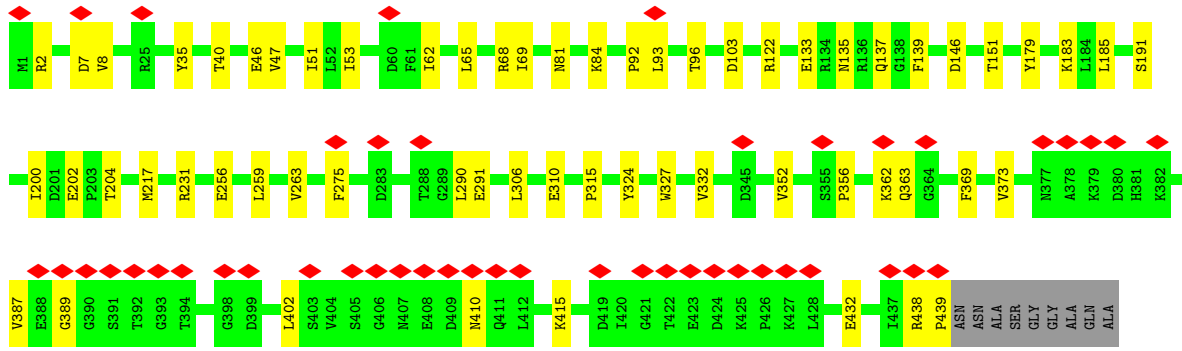 M1 R2 D7 V8 R25 Y35 T40 E46 V47 I51 L52 I53 D60 F61 I62 L65 R68 I69 N81 K84 P92 L93 T96 D103 R122 E133 R134 N135 R136 Q137 G138 F139 D146 T151 Y179 K183 L184 L185 S191
I200 D201 E202 P203 T204 M217 R231 E256 L259 V263 F275 D283 T288 G289 L290 E291 L306 E310 P315 Y324 W327 V332 D345 V352 S355 P356 K362 Q363 G364 F369 V373 N377 A378 K379 D380 H381 K382
V387 E388 G389 G390 S391 T392 G393 T394 G398 D399 L402 S403 V404 S405 G406 N407 E408 D409 N410 Q411 L412 K415 D419 I420 G421 T422 E423 D424 K425 P426 K427 L428 E432 I437 R438 P439 ASN ASN ALA SER GLY GLY ALA GLN ALA